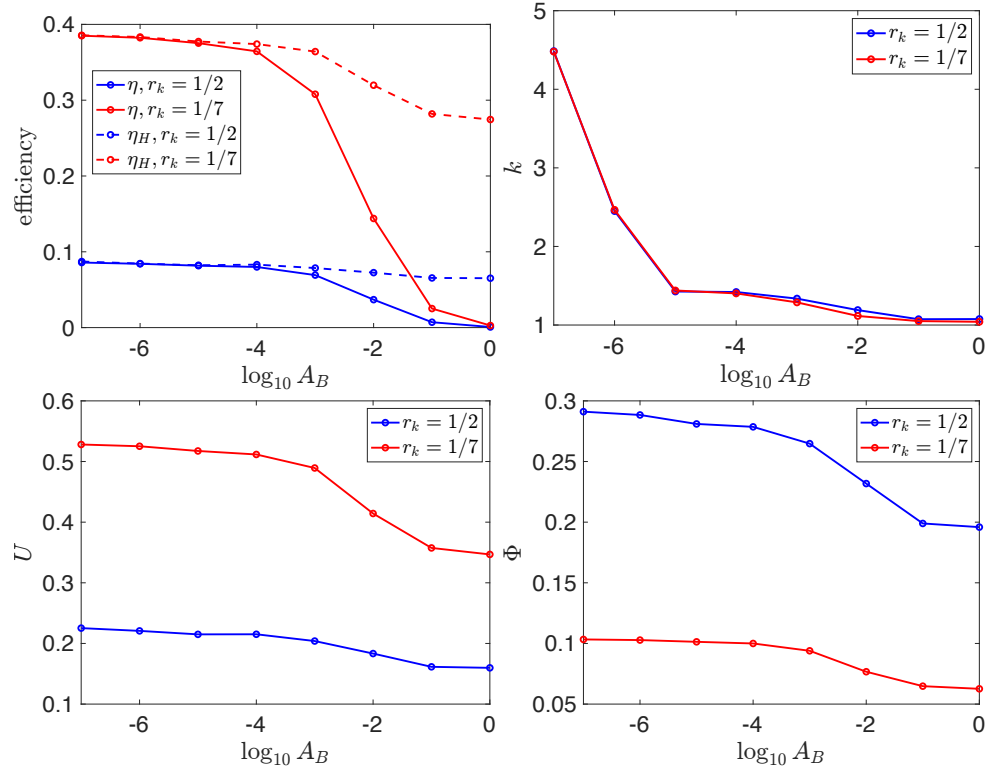 0.4
0.3
0.2
0.1
0
efficiency
η, r_k = 1/2
η, r_k = 1/7
η_H, r_k = 1/2
η_H, r_k = 1/7
-6 -4 -2 0
log₁₀ A_B
5
4
3
2
1
k
r_k = 1/2
r_k = 1/7
-6 -4 -2 0
log₁₀ A_B
0.6
0.5
0.4
0.3
0.2
0.1
U
r_k = 1/2
r_k = 1/7
-6 -4 -2 0
log₁₀ A_B
0.3
0.25
0.2
0.15
0.1
0.05
Φ
r_k = 1/2
r_k = 1/7
-6 -4 -2 0
log₁₀ A_B